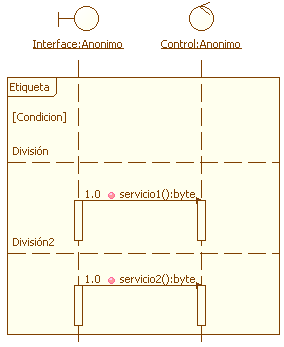 Interface:Anonimo Control:Anonimo
Etiqueta
[Condicion]
División
1.0 servicio1():byte
División2
1.0 servicio2():byte